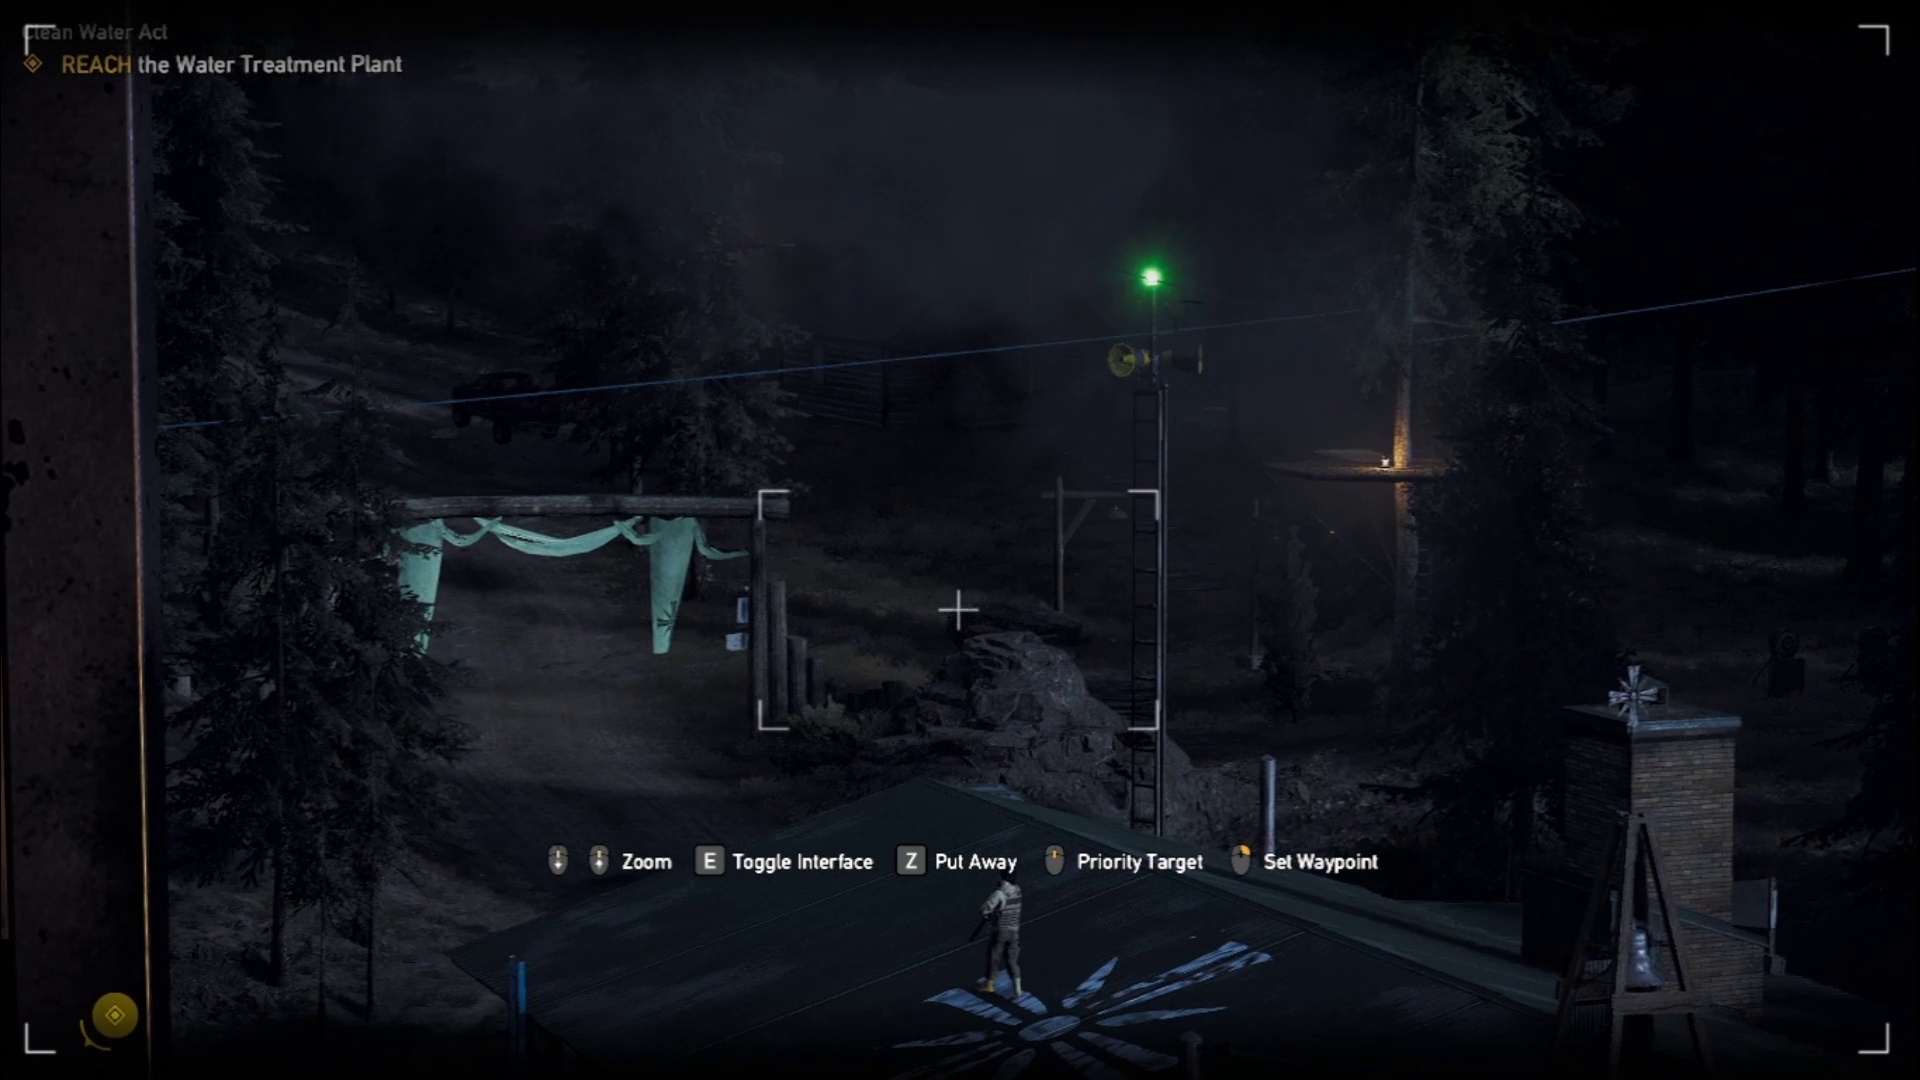 Clean Water Act
REACH the Water Treatment Plant
Zoom E Toggle Interface Z Put Away Priority Target Set Waypoint